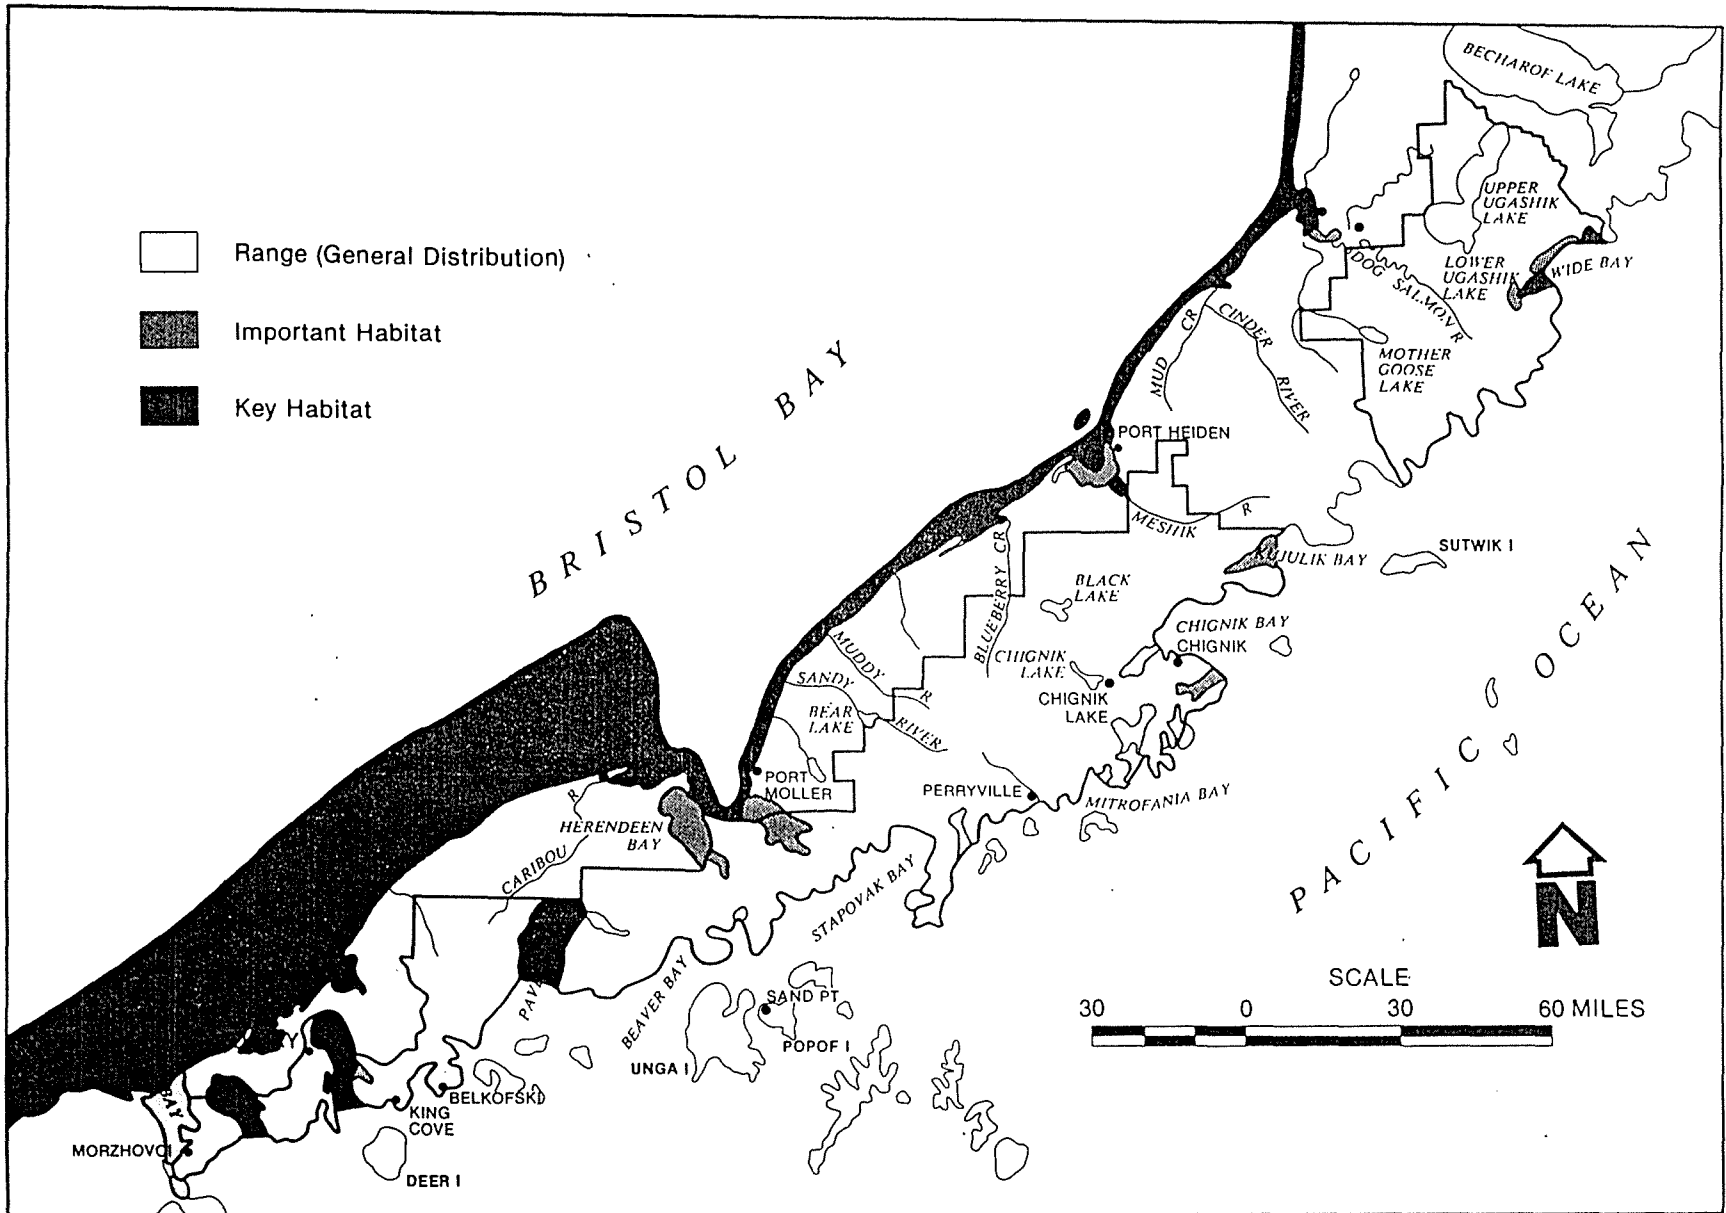 BECHAROF LAKE
UPPER
UGASHIK
LAKE
Range (General Distribution)
LOWER
UGASHIK
LAKE
WIDE BAY
DOG SALMON R
Important Habitat
MUD CR
CINDER RIVER
MOTHER
GOOSE
LAKE
Key Habitat
BRISTOL BAY
PORT HEIDEN
MESHIK R
KUJULIK BAY
SUTWIK I
BLUEBERRY CR
BLACK
LAKE
CHIGNIK BAY
CHIGNIK
CHIGNIK
LAKE
CHIGNIK
LAKE
MUDDY R
SANDY RIVER
BEAR
LAKE
PACIFIC OCEAN
PORT
MOLLER
PERRYVILLE
MITROFANIA BAY
HERENDEEN
BAY
CARIBOU R
STAPOVAK BAY
N
BEAVER BAY
PAV
SAND PT
POPOF I
UNGA I
SCALE
30 0 30 60 MILES
Y
BAY
BELKOFSKI
KING
COVE
MORZHOVOI
DEER I